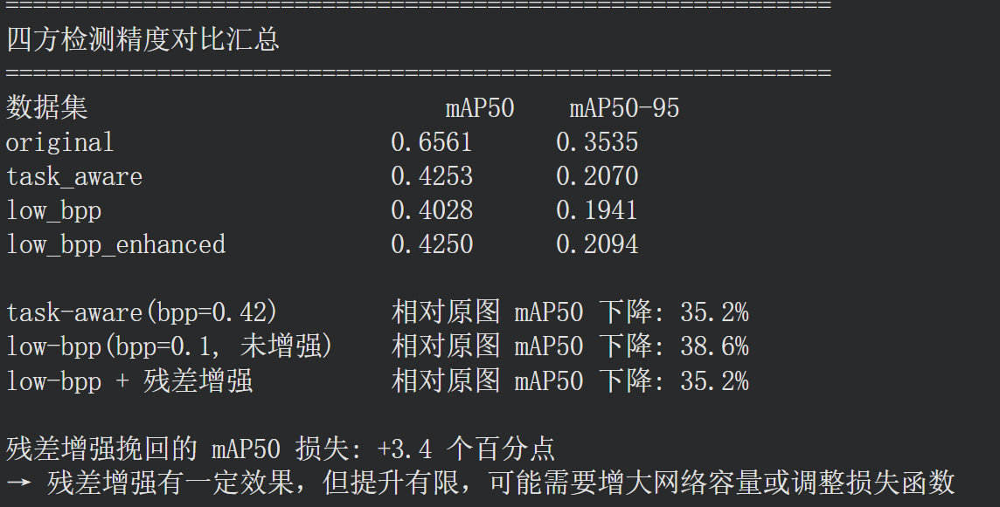 ============================================================
四方检测精度对比汇总
============================================================
数据集 mAP50 mAP50-95
original 0.6561 0.3535
task_aware 0.4253 0.2070
low_bpp 0.4028 0.1941
low_bpp_enhanced 0.4250 0.2094
task-aware(bpp=0.42) 相对原图 mAP50 下降: 35.2%
low-bpp(bpp=0.1, 未增强) 相对原图 mAP50 下降: 38.6%
low-bpp + 残差增强 相对原图 mAP50 下降: 35.2%
残差增强挽回的 mAP50 损失: +3.4 个百分点
→ 残差增强有一定效果，但提升有限，可能需要增大网络容量或调整损失函数